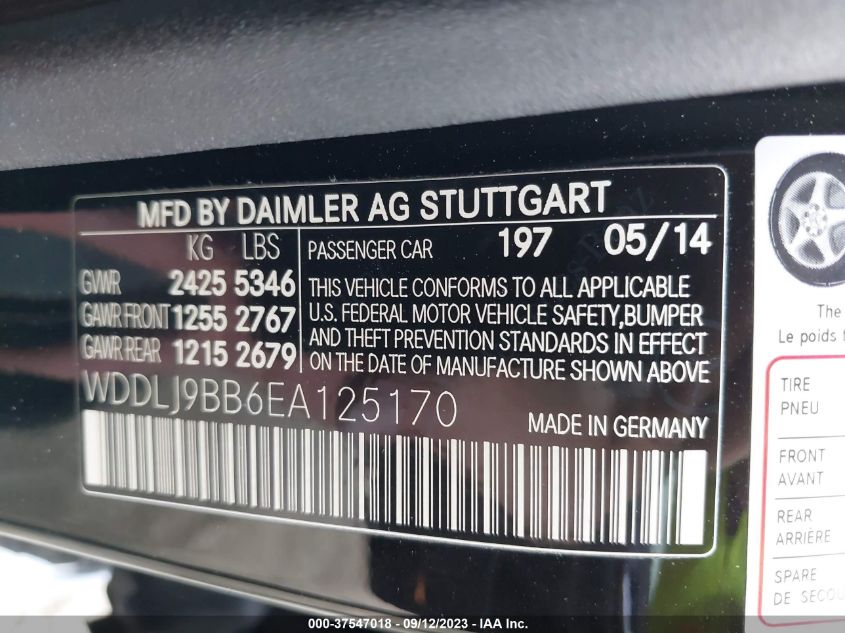 MFD BY DAIMLER AG STUTTGART
KG LBS
GVWR 2425 5346
GAWR FRONT 1255 2767
GAWR REAR 1215 2679
PASSENGER CAR 197 05/14
THIS VEHICLE CONFORMS TO ALL APPLICABLE
U.S. FEDERAL MOTOR VEHICLE SAFETY,BUMPER
AND THEFT PREVENTION STANDARDS IN EFFECT
ON THE DATE OF MANUFACTURE SHOWN ABOVE
WDDLJ9BB6EA125170
MADE IN GERMANY
The
Le poids
TIRE
PNEU
FRONT
AVANT
REAR
ARRIÈRE
SPARE
DE SECOU
000-37547018 - 09/12/2023 - IAA Inc.